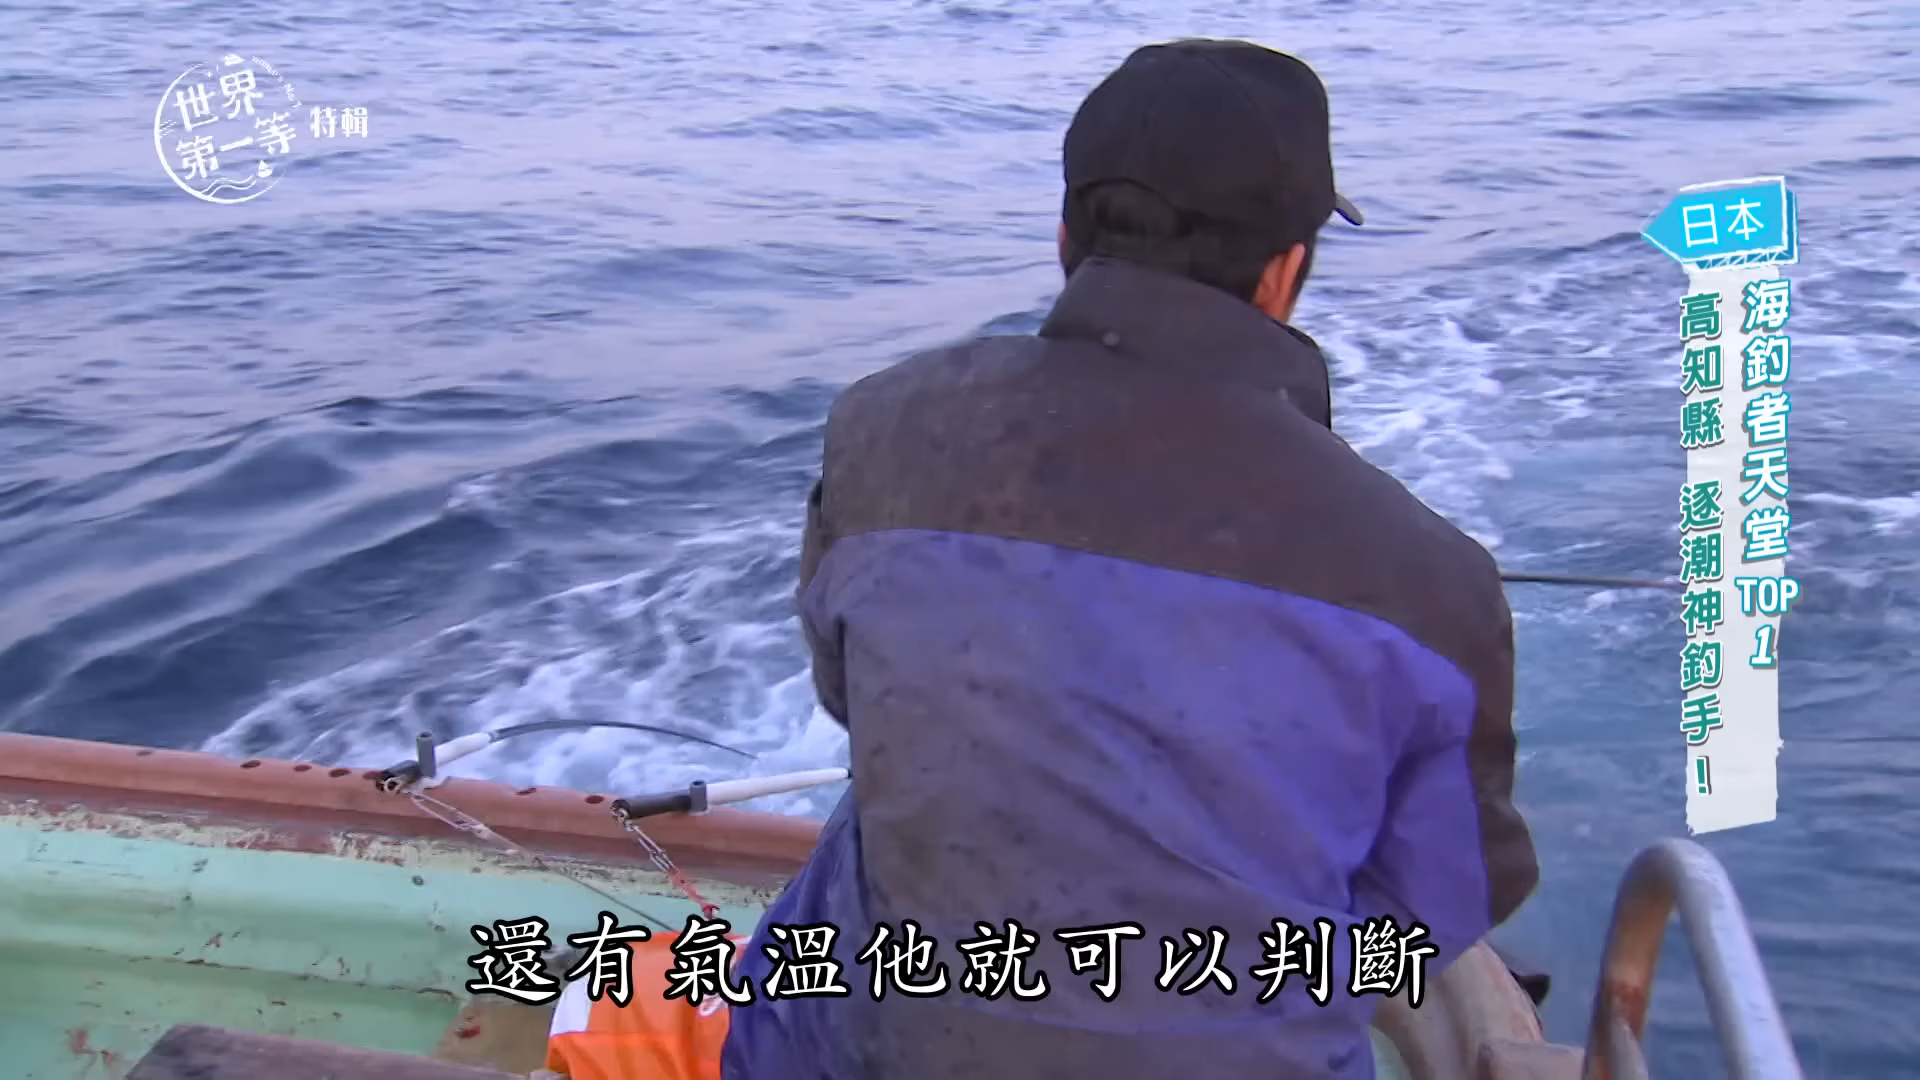 世界
第一等
特輯
日本
海釣者天堂TOP1
高知縣 逐潮神釣手！
還有氣溫他就可以判斷